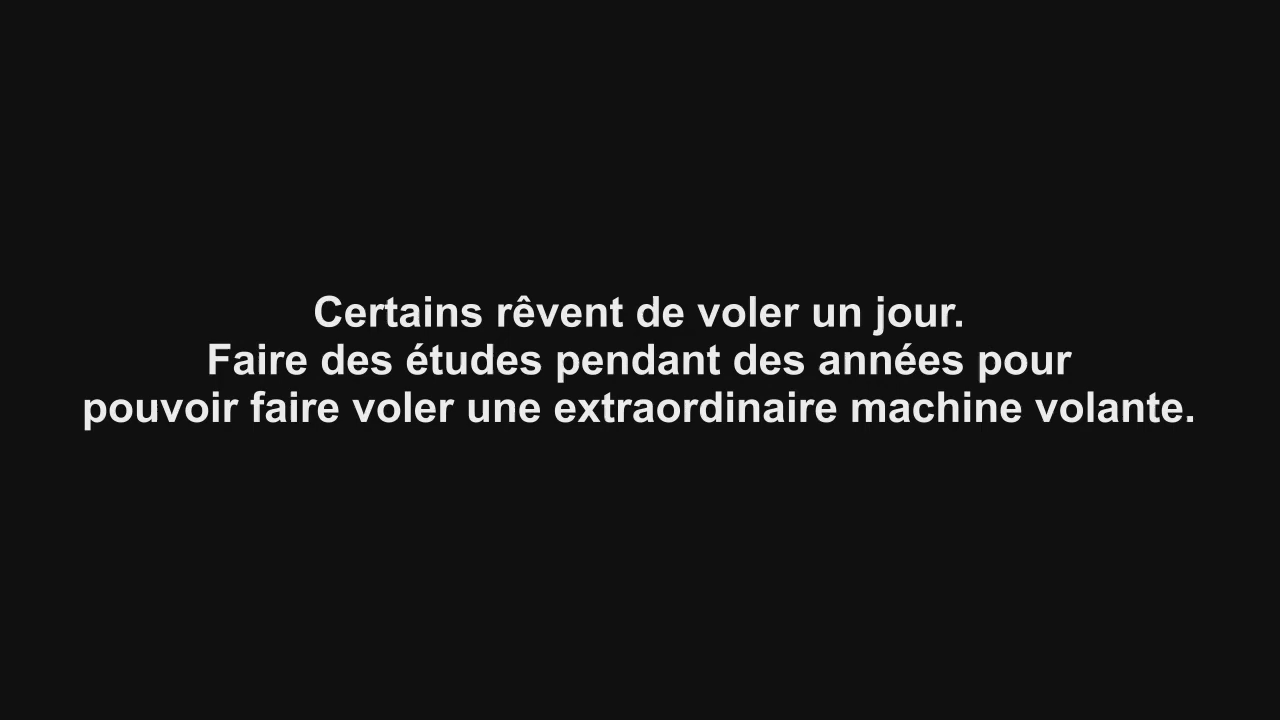 Certains rêvent de voler un jour.
Faire des études pendant des années pour
pouvoir faire voler une extraordinaire machine volante.